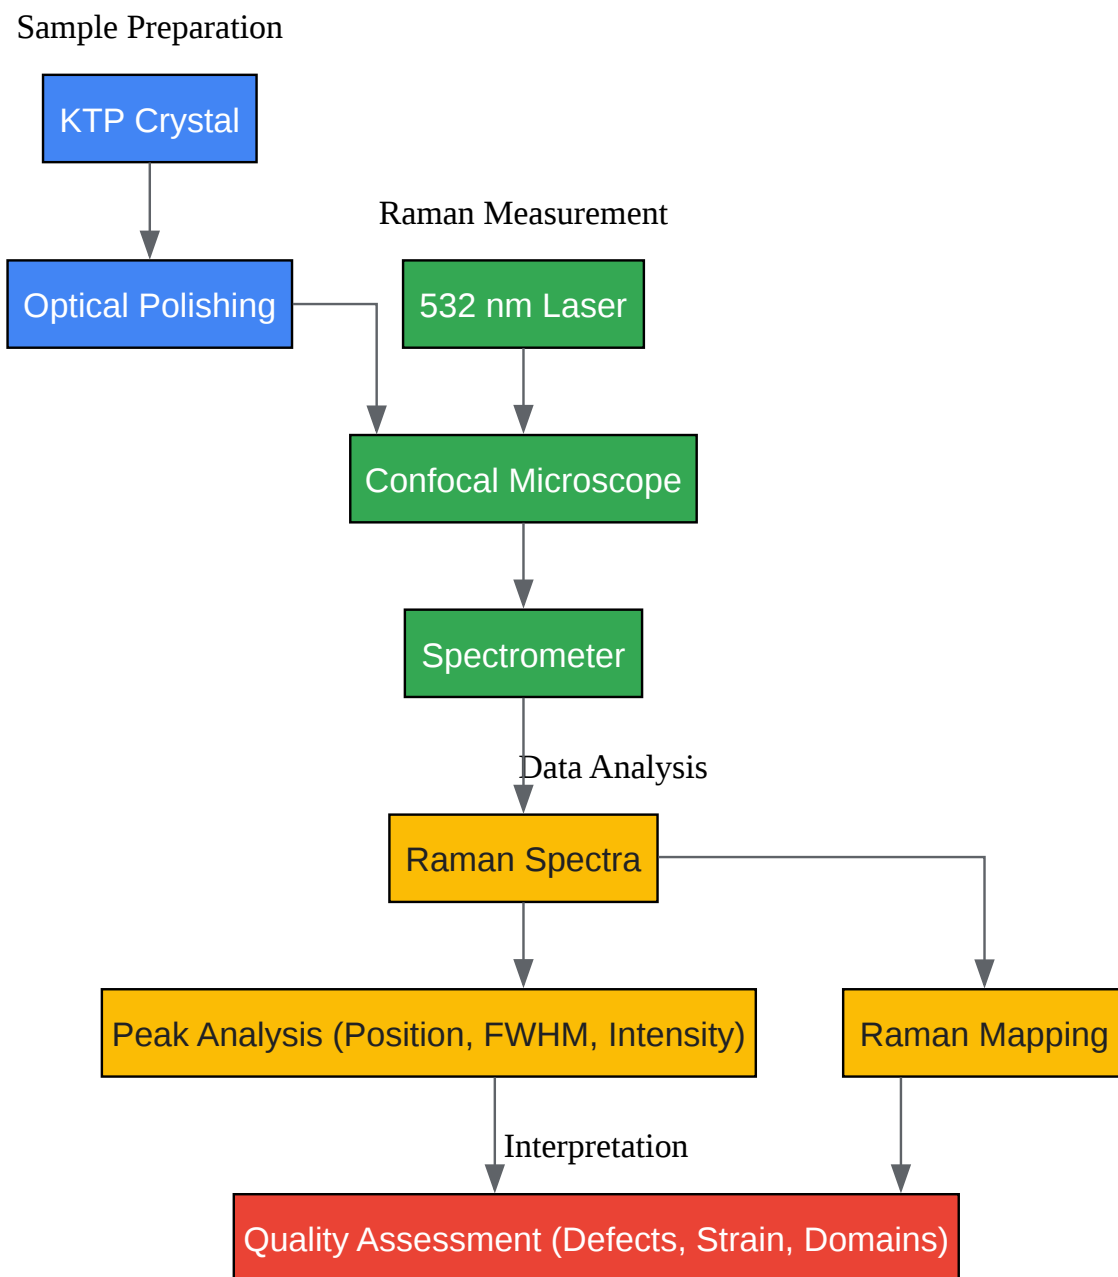 Sample Preparation
KTP Crystal
Raman Measurement
Optical Polishing
532 nm Laser
Confocal Microscope
Spectrometer
Data Analysis
Raman Spectra
Peak Analysis (Position, FWHM, Intensity)
Raman Mapping
Interpretation
Quality Assessment (Defects, Strain, Domains)